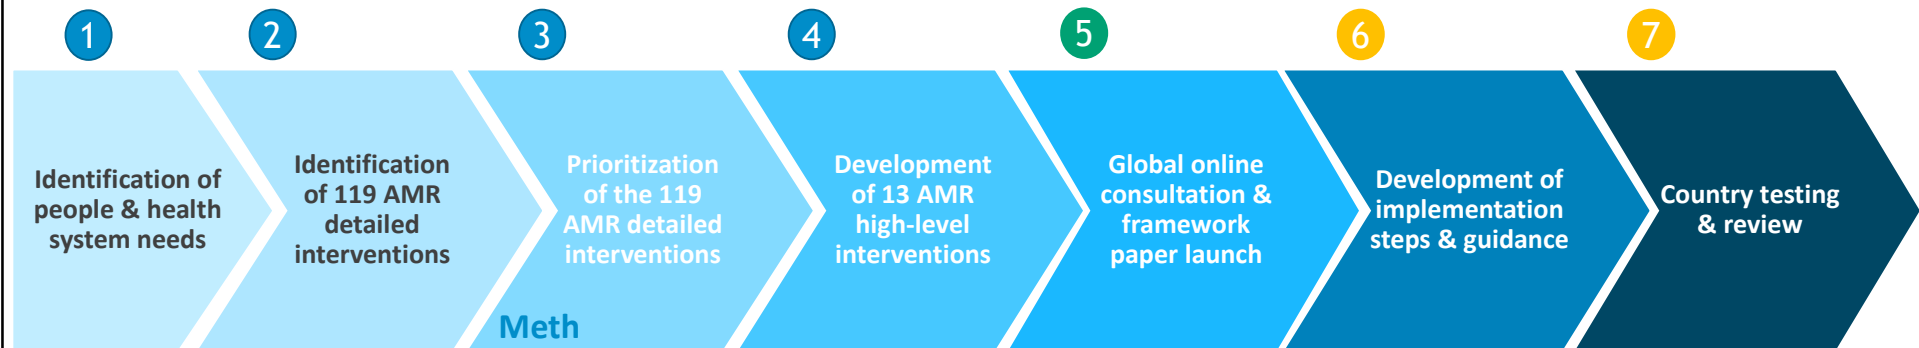 1
Identification of
people & health
system needs
2
Identification
of 119 AMR
detailed
interventions
3
Prioritization
of the 119
AMR detailed
interventions
Meth
4
Development
of 13 AMR
high-level
interventions
5
Global online
consultation &
framework
paper launch
6
Development of
implementation
steps & guidance
7
Country testing
& review